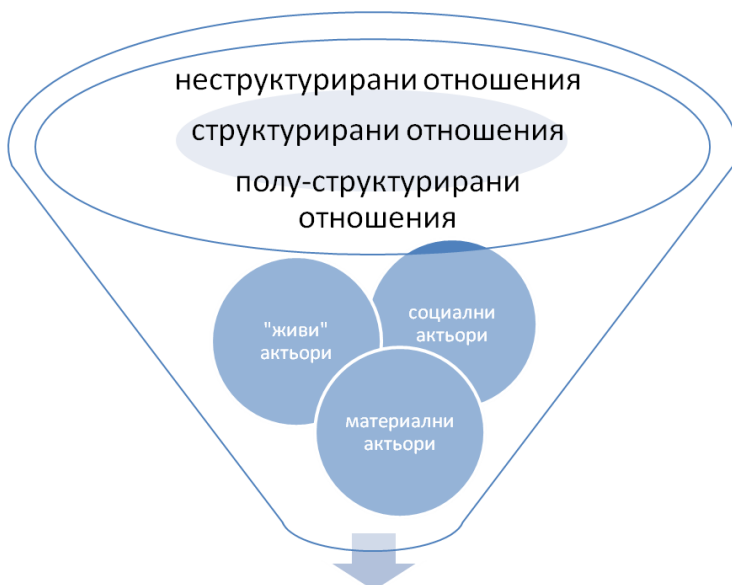 неструктурирани отношения
структурирани отношения
полу-структурирани
отношения
"живи"
актьори
социални
актьори
материални
актьори